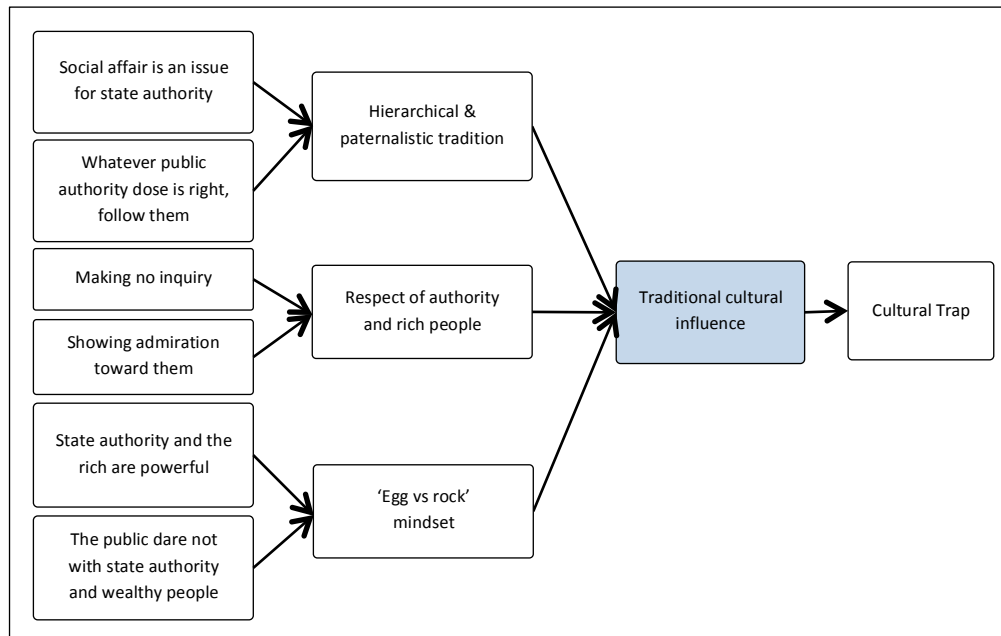 Social affair is an issue
for state authority
Whatever public
authority dose is right,
follow them
Making no inquiry
Showing admiration
toward them
State authority and the
rich are powerful
The public dare not
with state authority
and wealthy people
Hierarchical &
paternalistic tradition
Respect of authority
and rich people
‘Egg vs rock’
mindset
Traditional cultural
influence
Cultural Trap